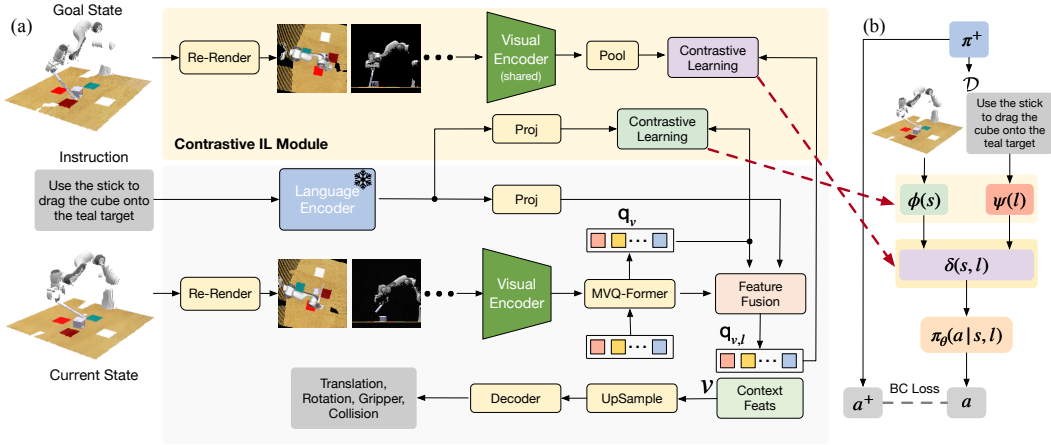 (a)
Goal State
Re-Render
Visual
Encoder
(shared)
Pool
Contrastive
Learning
Proj
Contrastive
Learning
Contrastive IL Module
Instruction
Use the stick to
drag the cube onto
the teal target
Language
Encoder
Proj
q_v
Re-Render
Visual
Encoder
MVQ-Former
Feature
Fusion
q_{v,l}
Current State
Translation,
Rotation, Gripper,
Collision
Decoder
UpSample
v
Context
Feats
(b)
π⁺
𝒟
Use the stick
to drag the
cube onto the
teal target
ϕ(s)
ψ(l)
δ(s, l)
π_θ(a | s, l)
a⁺
BC Loss
a